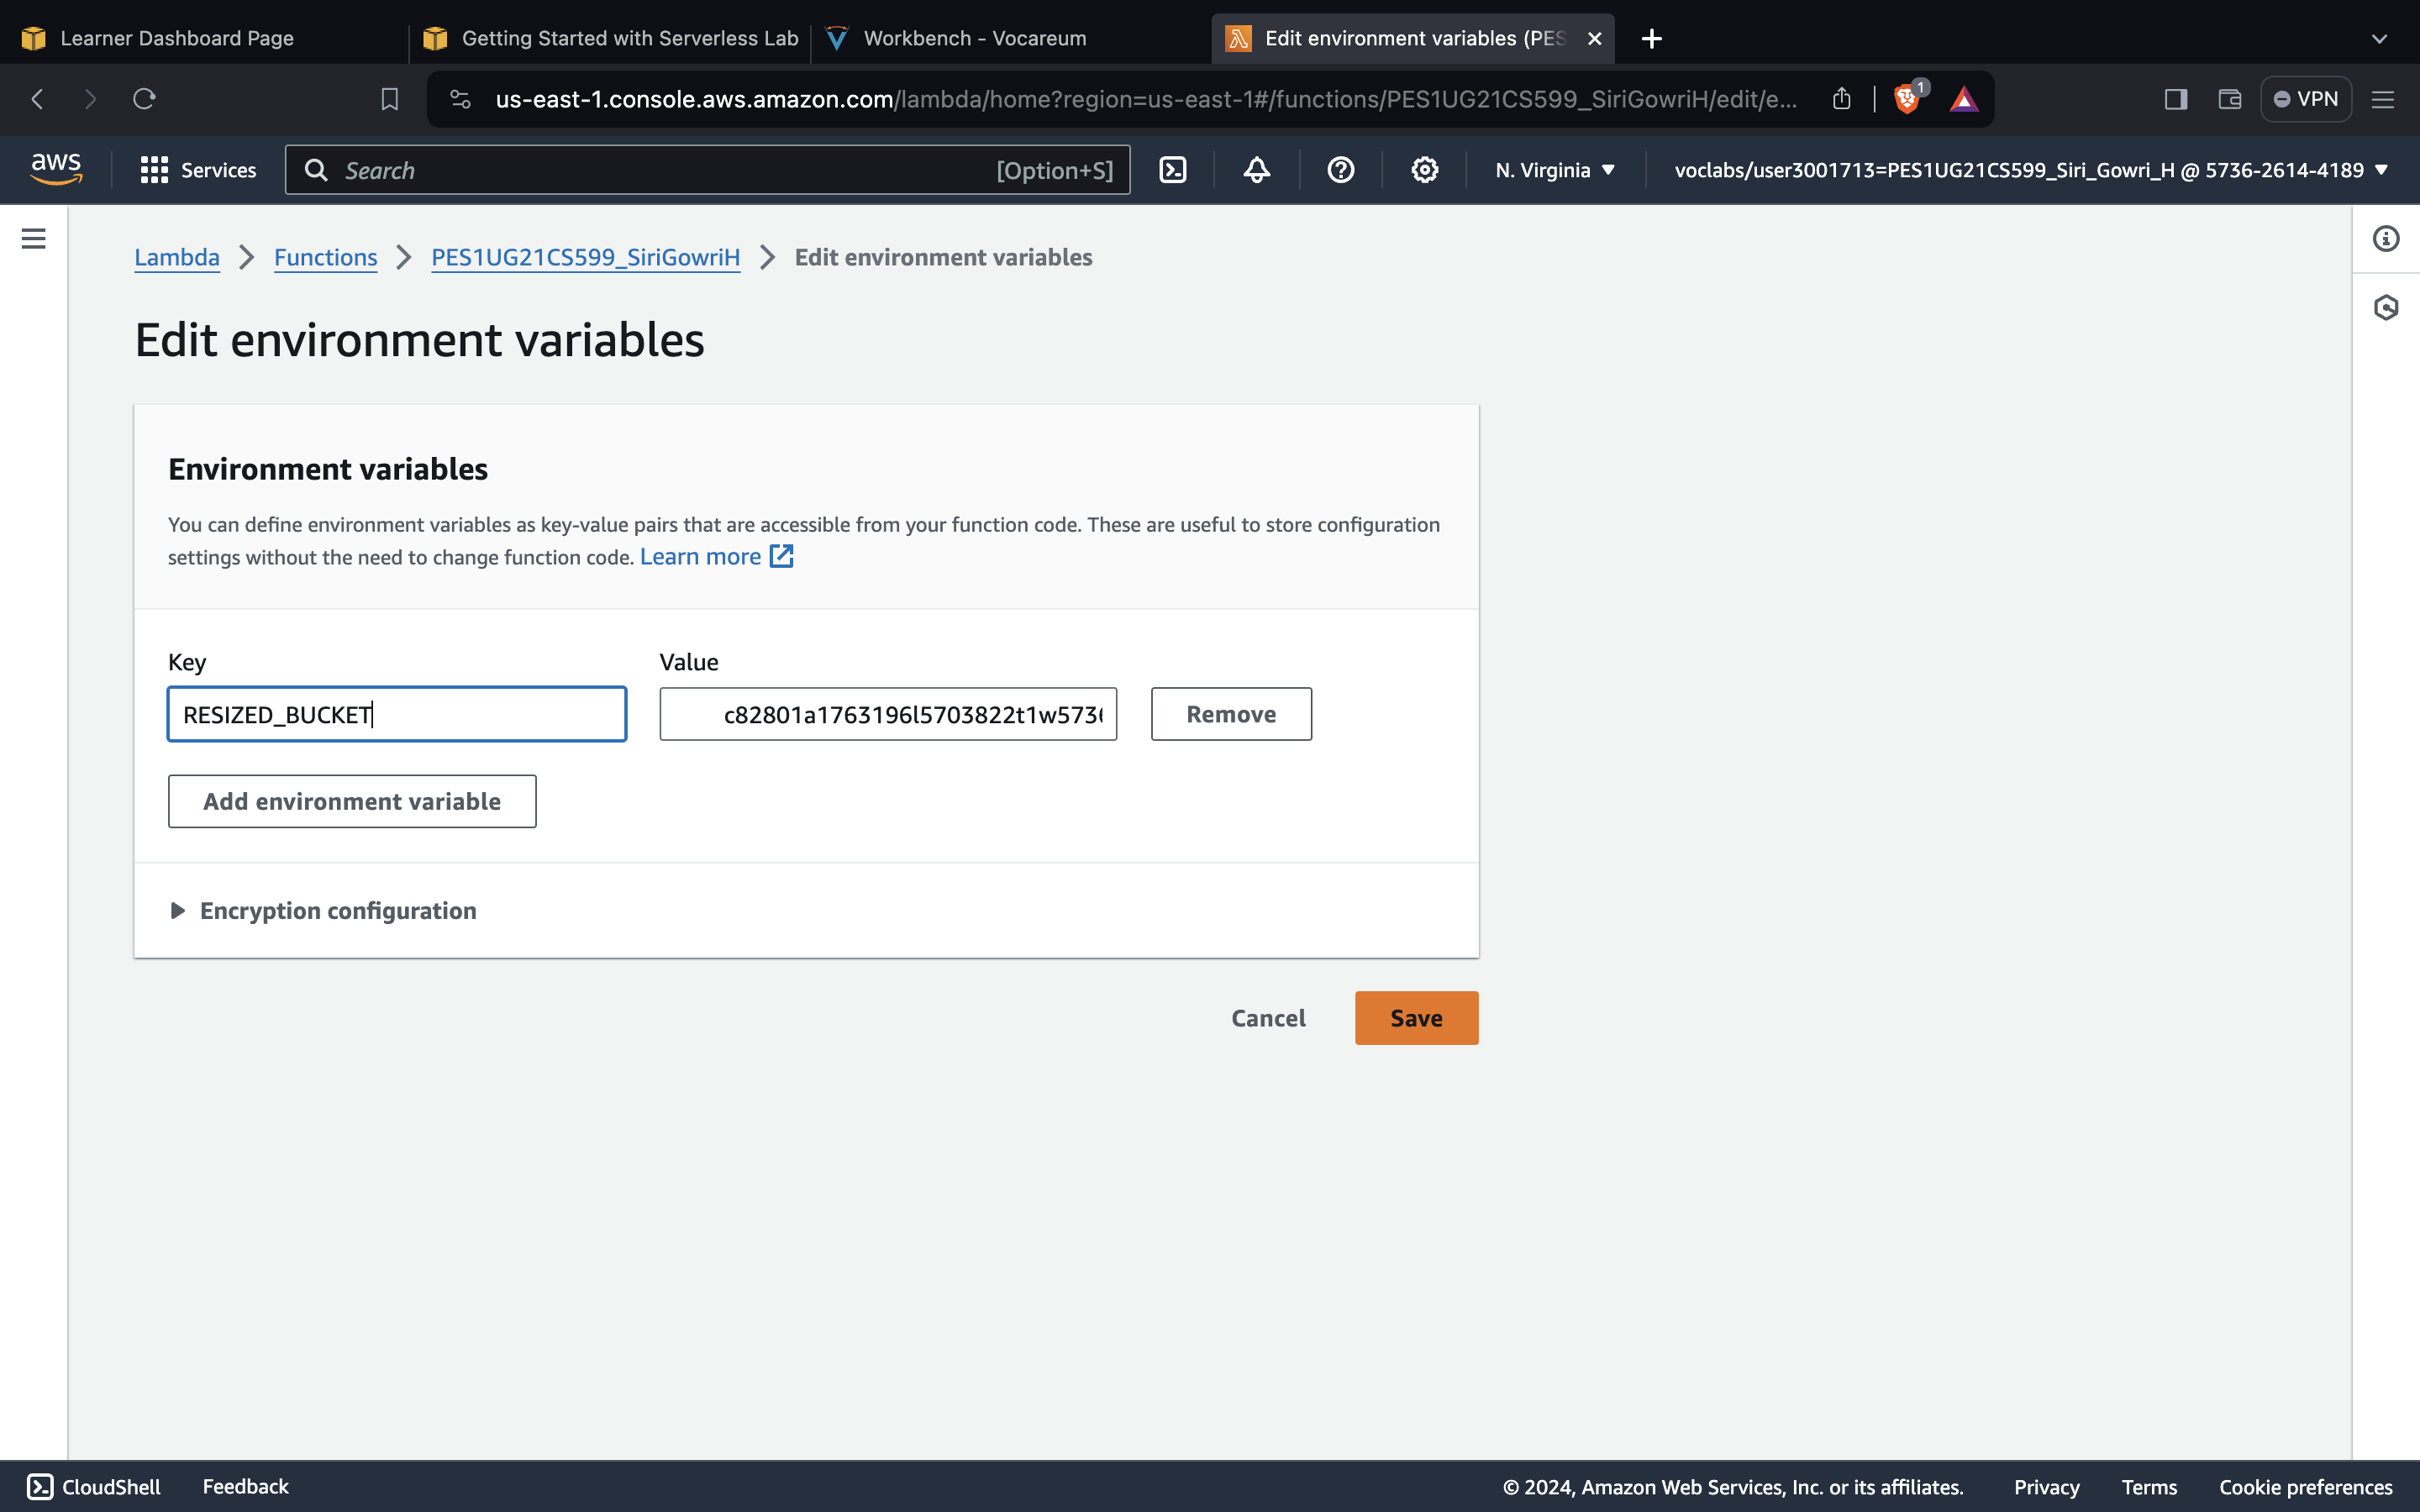 Learner Dashboard Page
Getting Started with Serverless Lab
Workbench - Vocareum
Edit environment variables (PES
us-east-1.console.aws.amazon.com/lambda/home?region=us-east-1#/functions/PES1UG21CS599_SiriGowriH/edit/e...
1
VPN
aws
Services
Search
[Option+S]
N. Virginia
voclabs/user3001713=PES1UG21CS599_Siri_Gowri_H @ 5736-2614-4189
Lambda
Functions
PES1UG21CS599_SiriGowriH
Edit environment variables
Edit environment variables
Environment variables
You can define environment variables as key-value pairs that are accessible from your function code. These are useful to store configuration
settings without the need to change function code. Learn more
Key
Value
RESIZED_BUCKET
c82801a1763196l5703822t1w573
Remove
Add environment variable
Encryption configuration
Cancel
Save
CloudShell
Feedback
© 2024, Amazon Web Services, Inc. or its affiliates.
Privacy
Terms
Cookie preferences